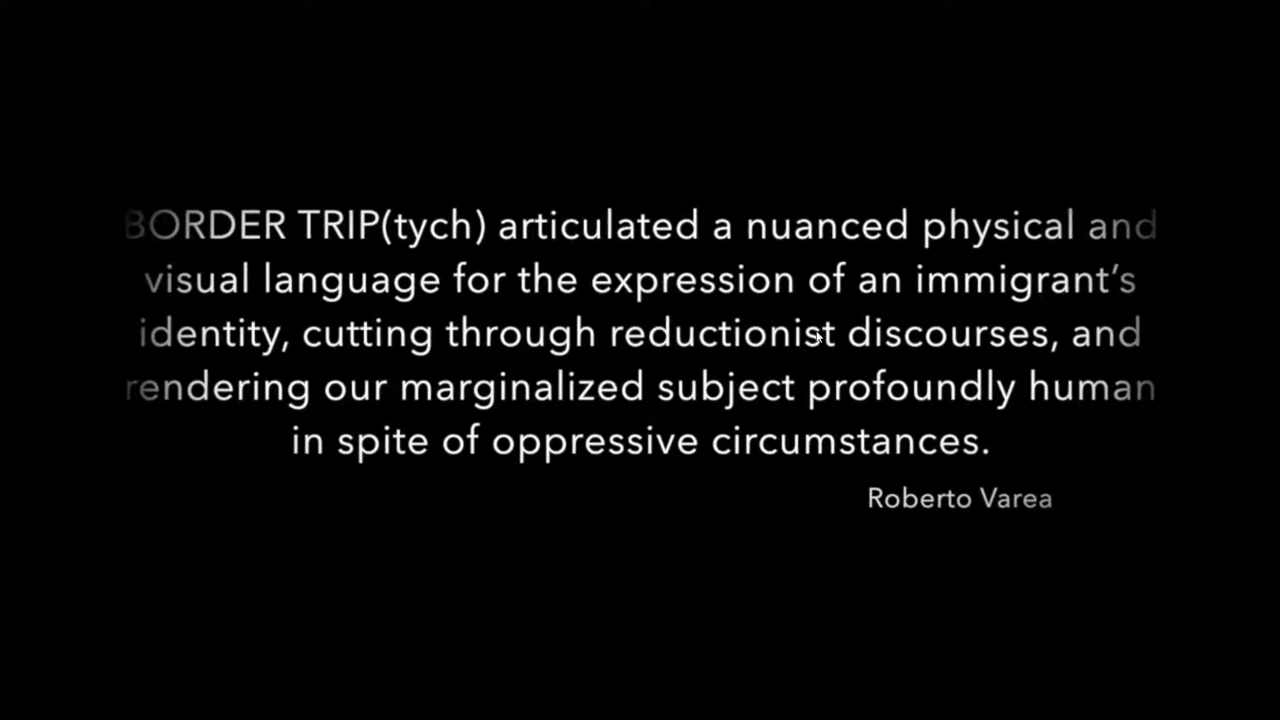 BORDER TRIP(tych) articulated a nuanced physical and
visual language for the expression of an immigrant’s
identity, cutting through reductionist discourses, and
rendering our marginalized subject profoundly human
in spite of oppressive circumstances.
Roberto Varea